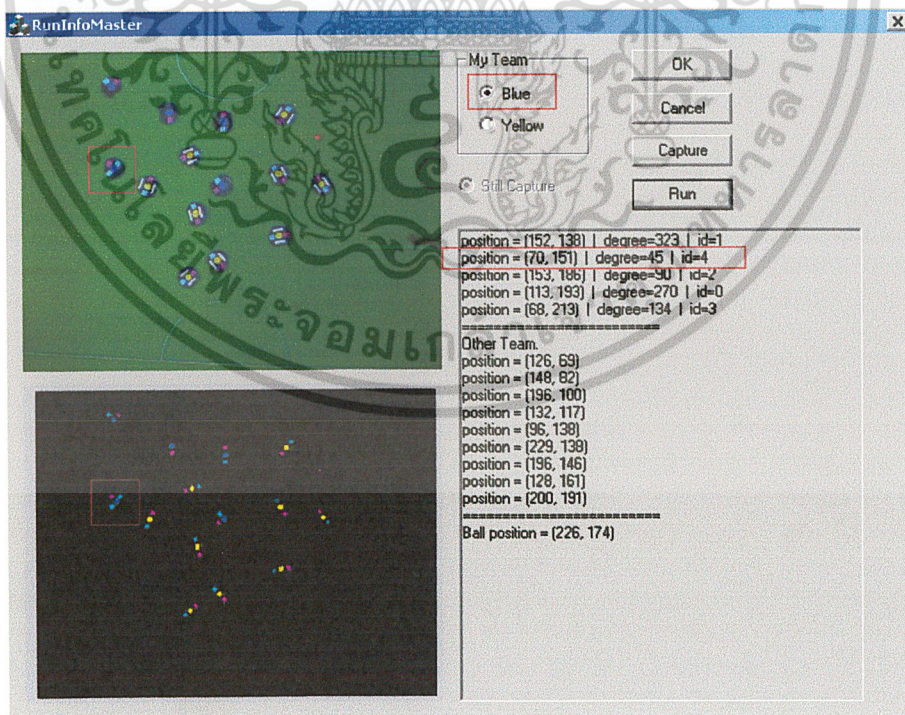 RunInfoMaster
My Team
Blue
Yellow
OK
Cancel
Capture
Still Capture
Run
position = (152, 138) | degree=323 | id=1
position = (70, 151) | degree=45 | id=4
position = (153, 186) | degree=90 | id=2
position = (113, 193) | degree=270 | id=0
position = (68, 213) | degree=134 | id=3
=========================
Other Team.
position = (126, 69)
position = (148, 82)
position = (196, 100)
position = (132, 117)
position = (96, 138)
position = (229, 138)
position = (196, 146)
position = (128, 161)
position = (200, 191)
=========================
Ball position = (226, 174)